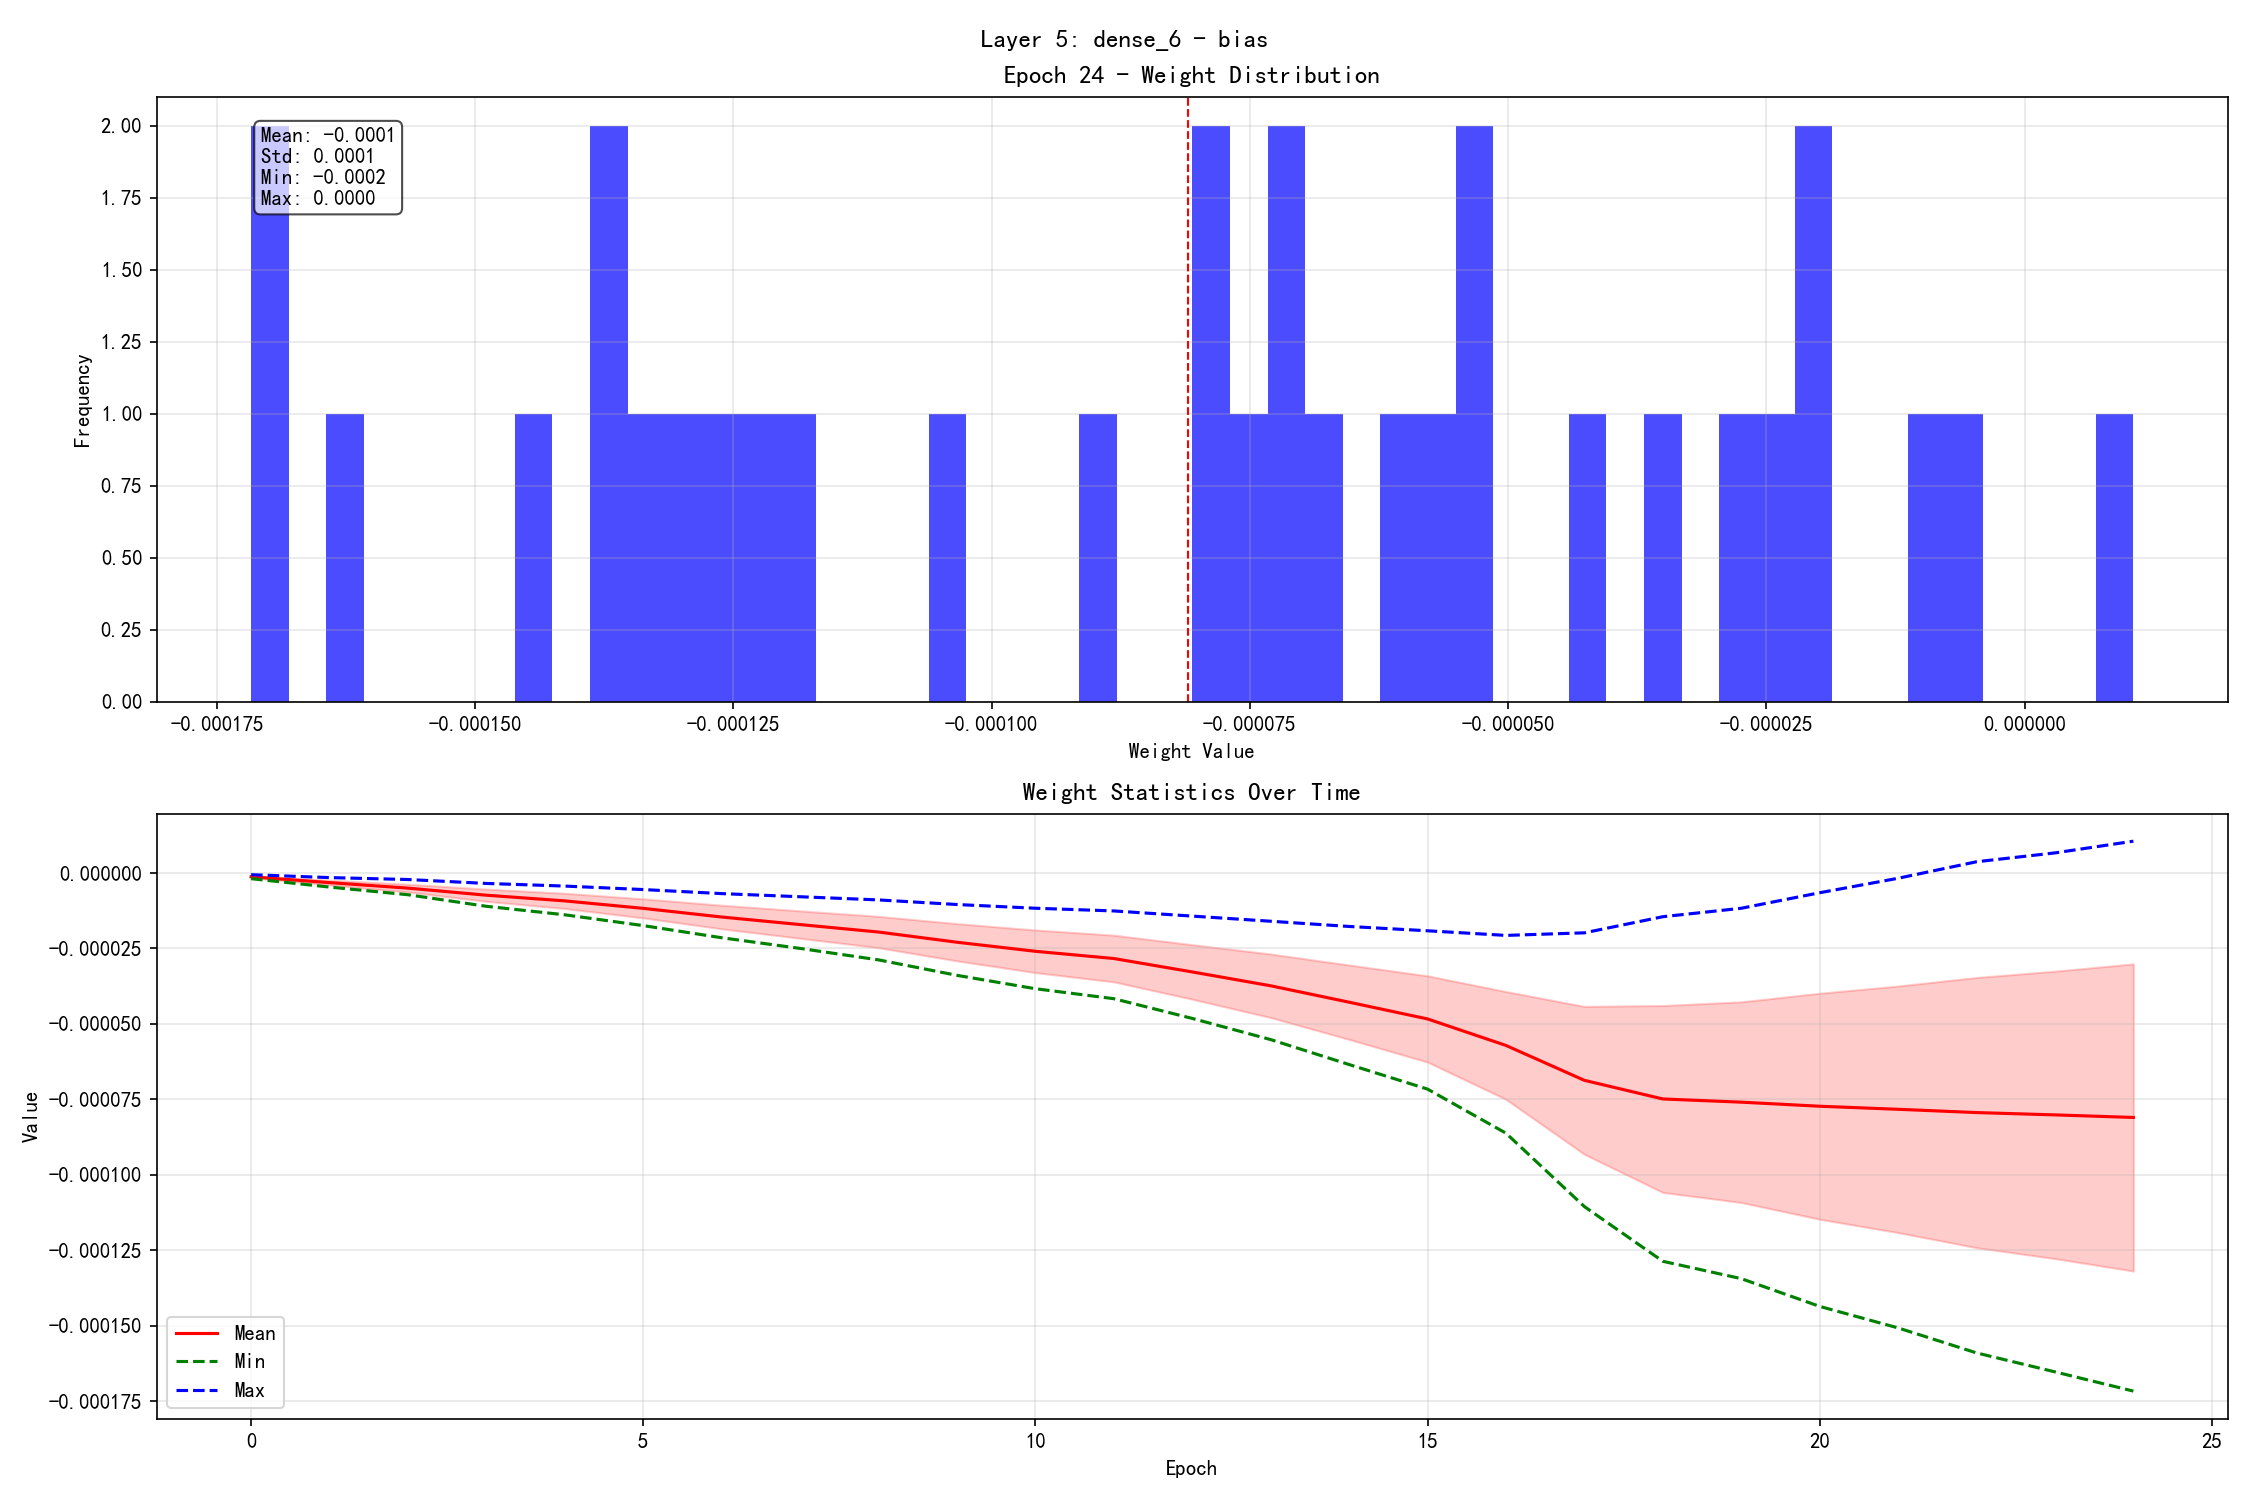 Layer 5: dense_6 - bias
Epoch 24 - Weight Distribution
2.00
1.75
1.50
1.25
1.00
0.75
0.50
0.25
0.00
Frequency
Mean: -0.0001
Std: 0.0001
Min: -0.0002
Max: 0.0000
-0.000175 -0.000150 -0.000125 -0.000100 -0.000075 -0.000050 -0.000025 0.000000
Weight Value
Weight Statistics Over Time
0.000000
-0.000025
-0.000050
-0.000075
-0.000100
-0.000125
-0.000150
-0.000175
Value
Mean
Min
Max
0 5 10 15 20 25
Epoch